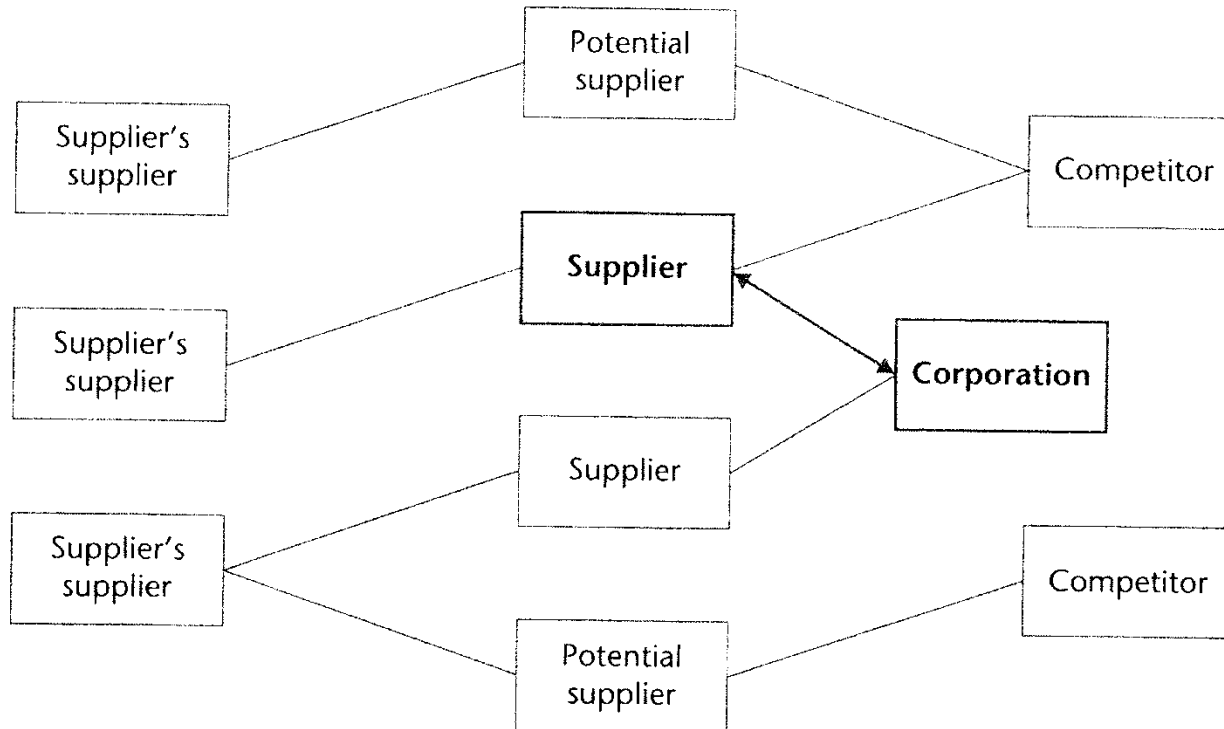 Potential
supplier
Supplier's
supplier
Competitor
Supplier
Supplier's
supplier
Corporation
Supplier
Supplier's
supplier
Competitor
Potential
supplier